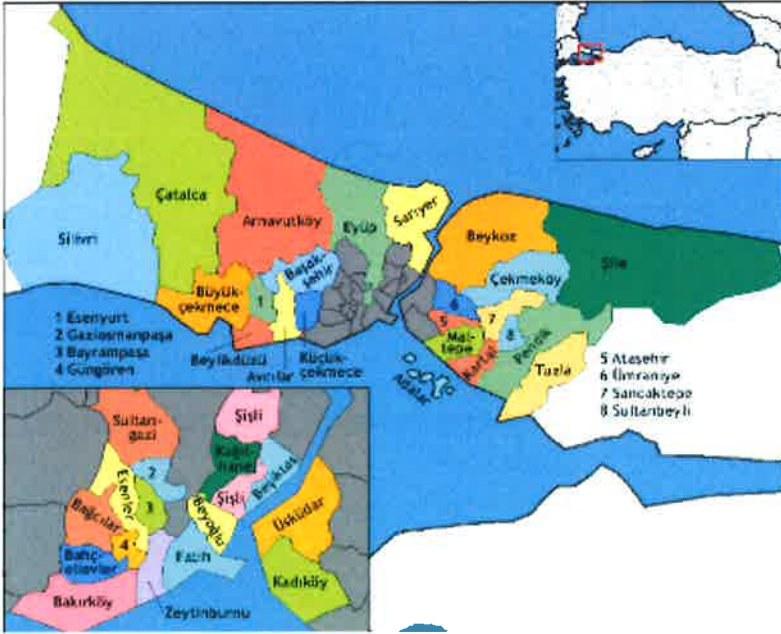 Çatalca
Silivri
Arnavutköy
Eyüp
Sarıyer
Beykoz
Şile
Büyük-
çekmece
1
Başak-
şehir
Çekmeköy
6
5
7
8
Mal-
tepe
Kartal
Pendik
Tuzla
Adalar
Beylikdüzü
Avcılar
Küçük-
çekmece
1 Esenyurt
2 Gaziosmanpaşa
3 Bayrampaşa
4 Güngören
5 Ataşehir
6 Ümraniye
7 Sancaktepe
8 Sultanbeyli
Sultan-
gazi
Şişli
Kağıt-
hane
Beşiktaş
2
Esenler
3
Şişli
Bağcılar
Beyoğlu
Üsküdar
4
Bahç-
elievler
Fatih
Kadıköy
Bakırköy
Zeytinburnu